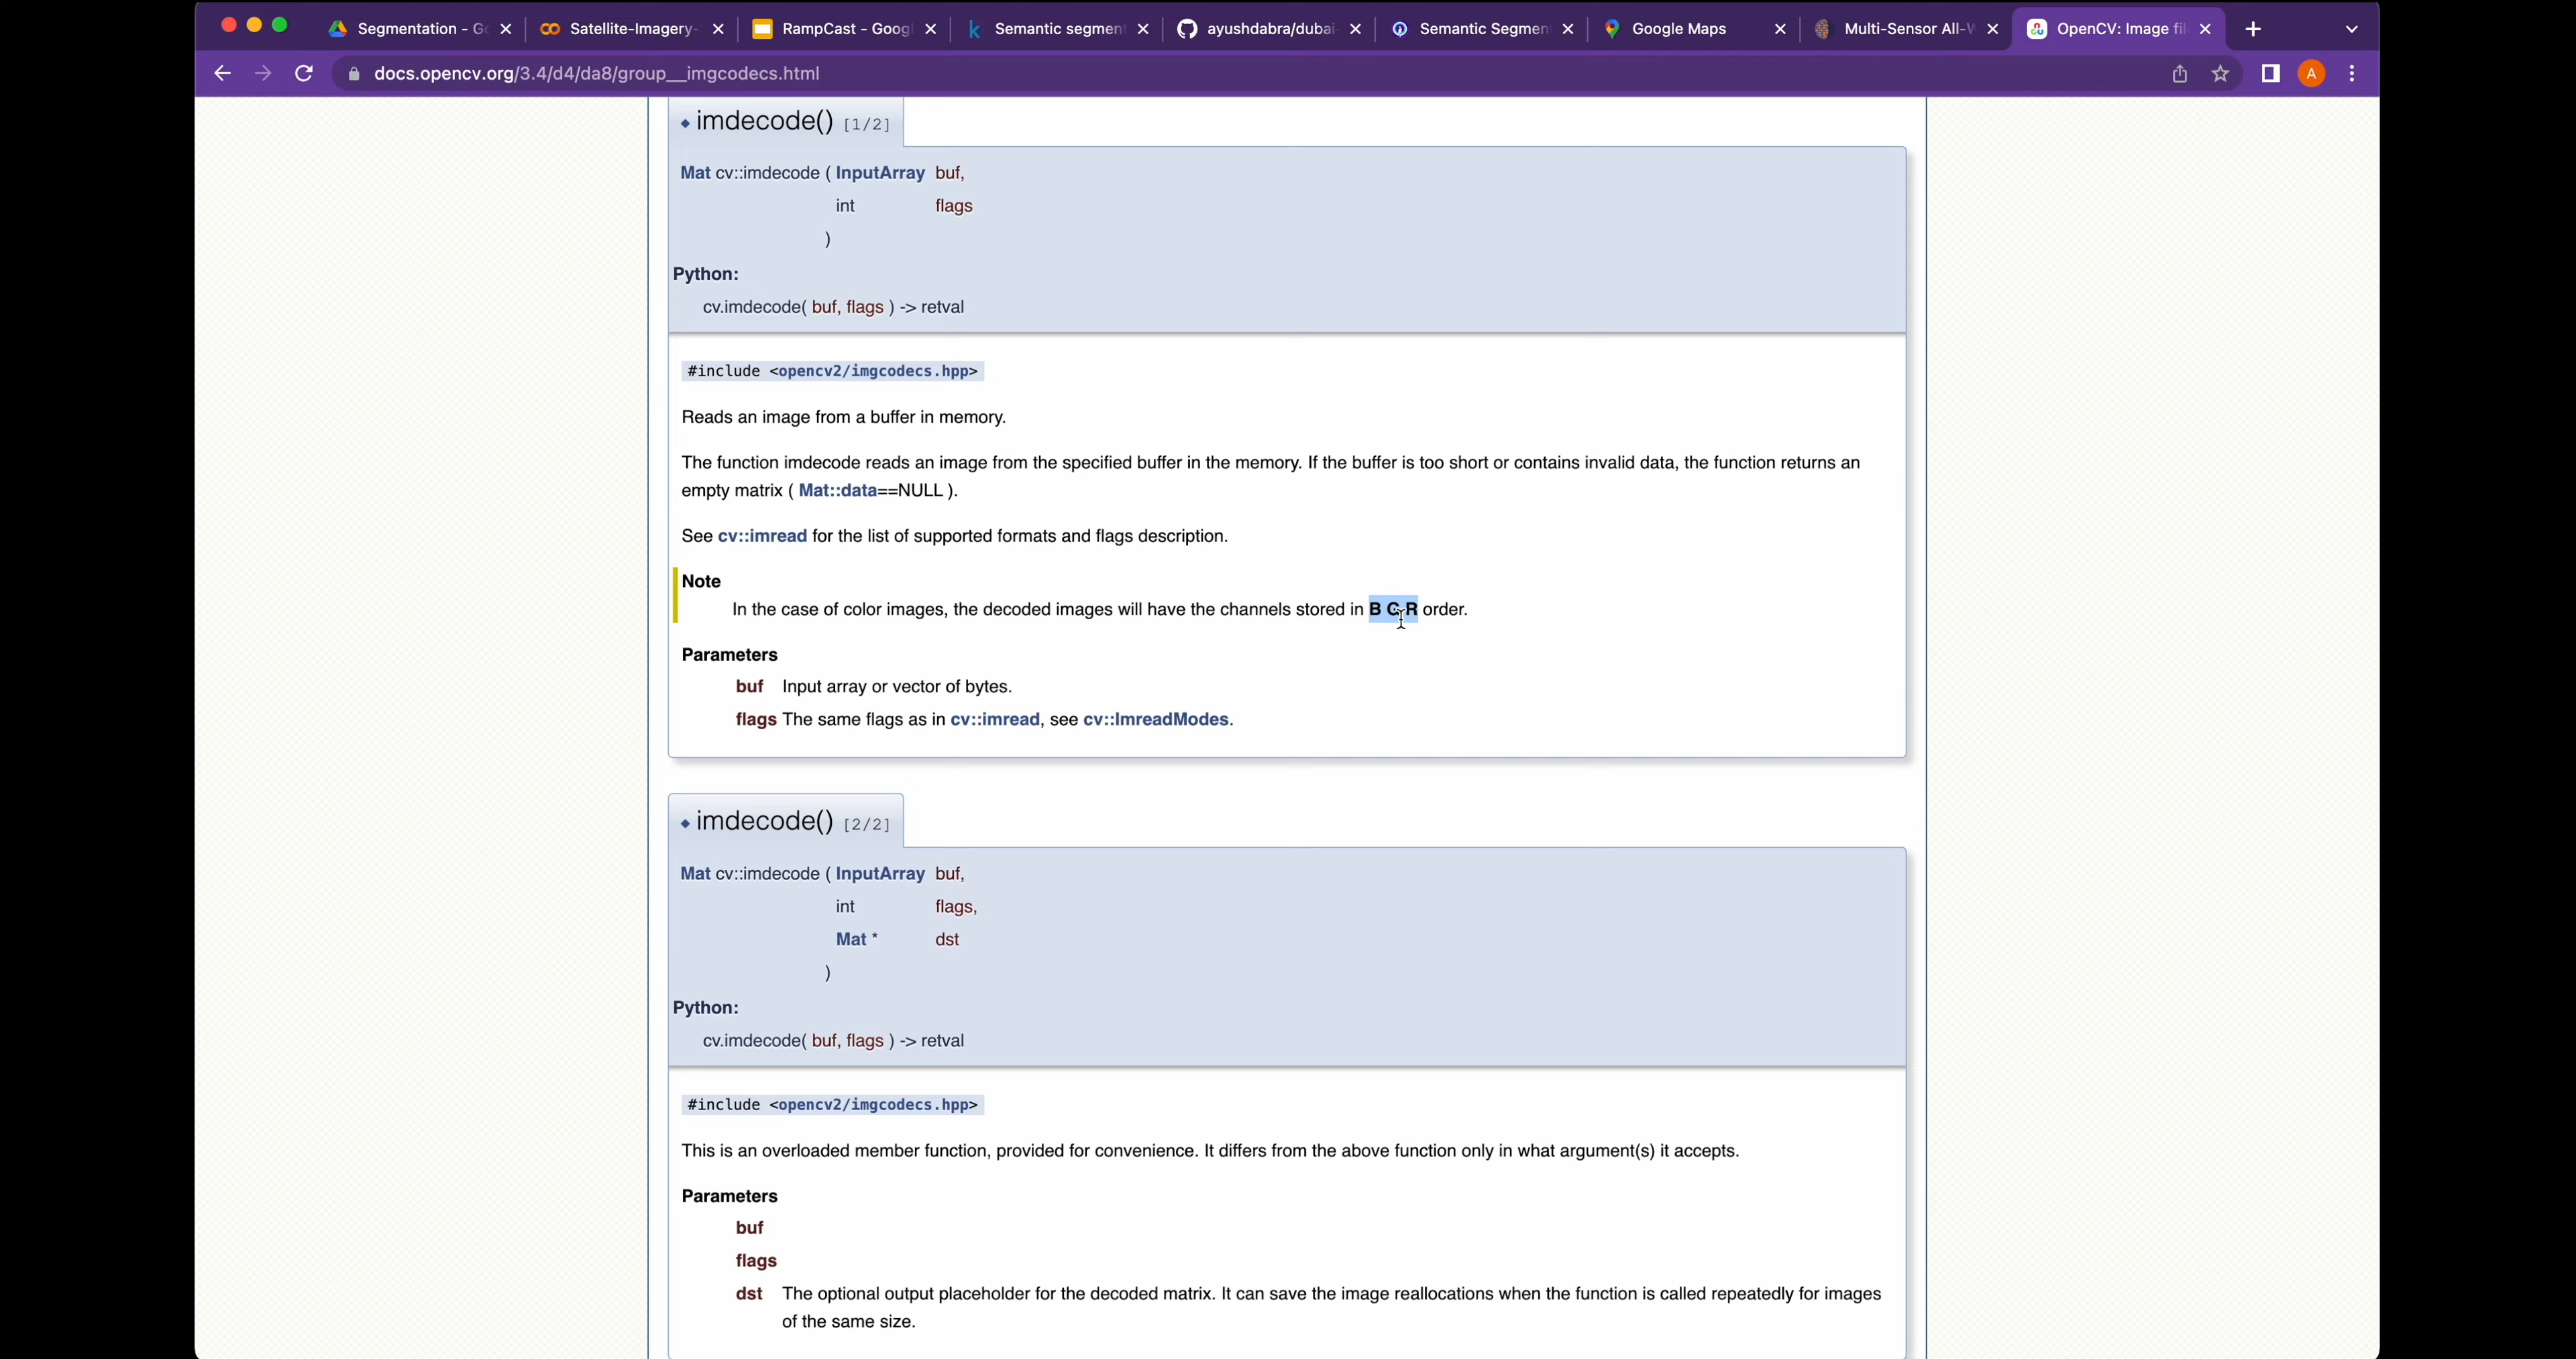 Segmentation - Go
Satellite-Imagery-
RampCast - Googl
Semantic segment
ayushdabra/dubai-
Semantic Segmen
Google Maps
Multi-Sensor All-W
OpenCV: Image fil
docs.opencv.org/3.4/d4/da8/group__imgcodecs.html
A
◆ imdecode() [1/2]
Mat cv::imdecode ( InputArray buf,
int flags
)
Python:
cv.imdecode( buf, flags ) -> retval
#include <opencv2/imgcodecs.hpp>
Reads an image from a buffer in memory.
The function imdecode reads an image from the specified buffer in the memory. If the buffer is too short or contains invalid data, the function returns an
empty matrix ( Mat::data==NULL ).
See cv::imread for the list of supported formats and flags description.
Note
In the case of color images, the decoded images will have the channels stored in B G R order.
Parameters
buf Input array or vector of bytes.
flags The same flags as in cv::imread, see cv::ImreadModes.
◆ imdecode() [2/2]
Mat cv::imdecode ( InputArray buf,
int flags,
Mat * dst
)
Python:
cv.imdecode( buf, flags ) -> retval
#include <opencv2/imgcodecs.hpp>
This is an overloaded member function, provided for convenience. It differs from the above function only in what argument(s) it accepts.
Parameters
buf
flags
dst The optional output placeholder for the decoded matrix. It can save the image reallocations when the function is called repeatedly for images
of the same size.